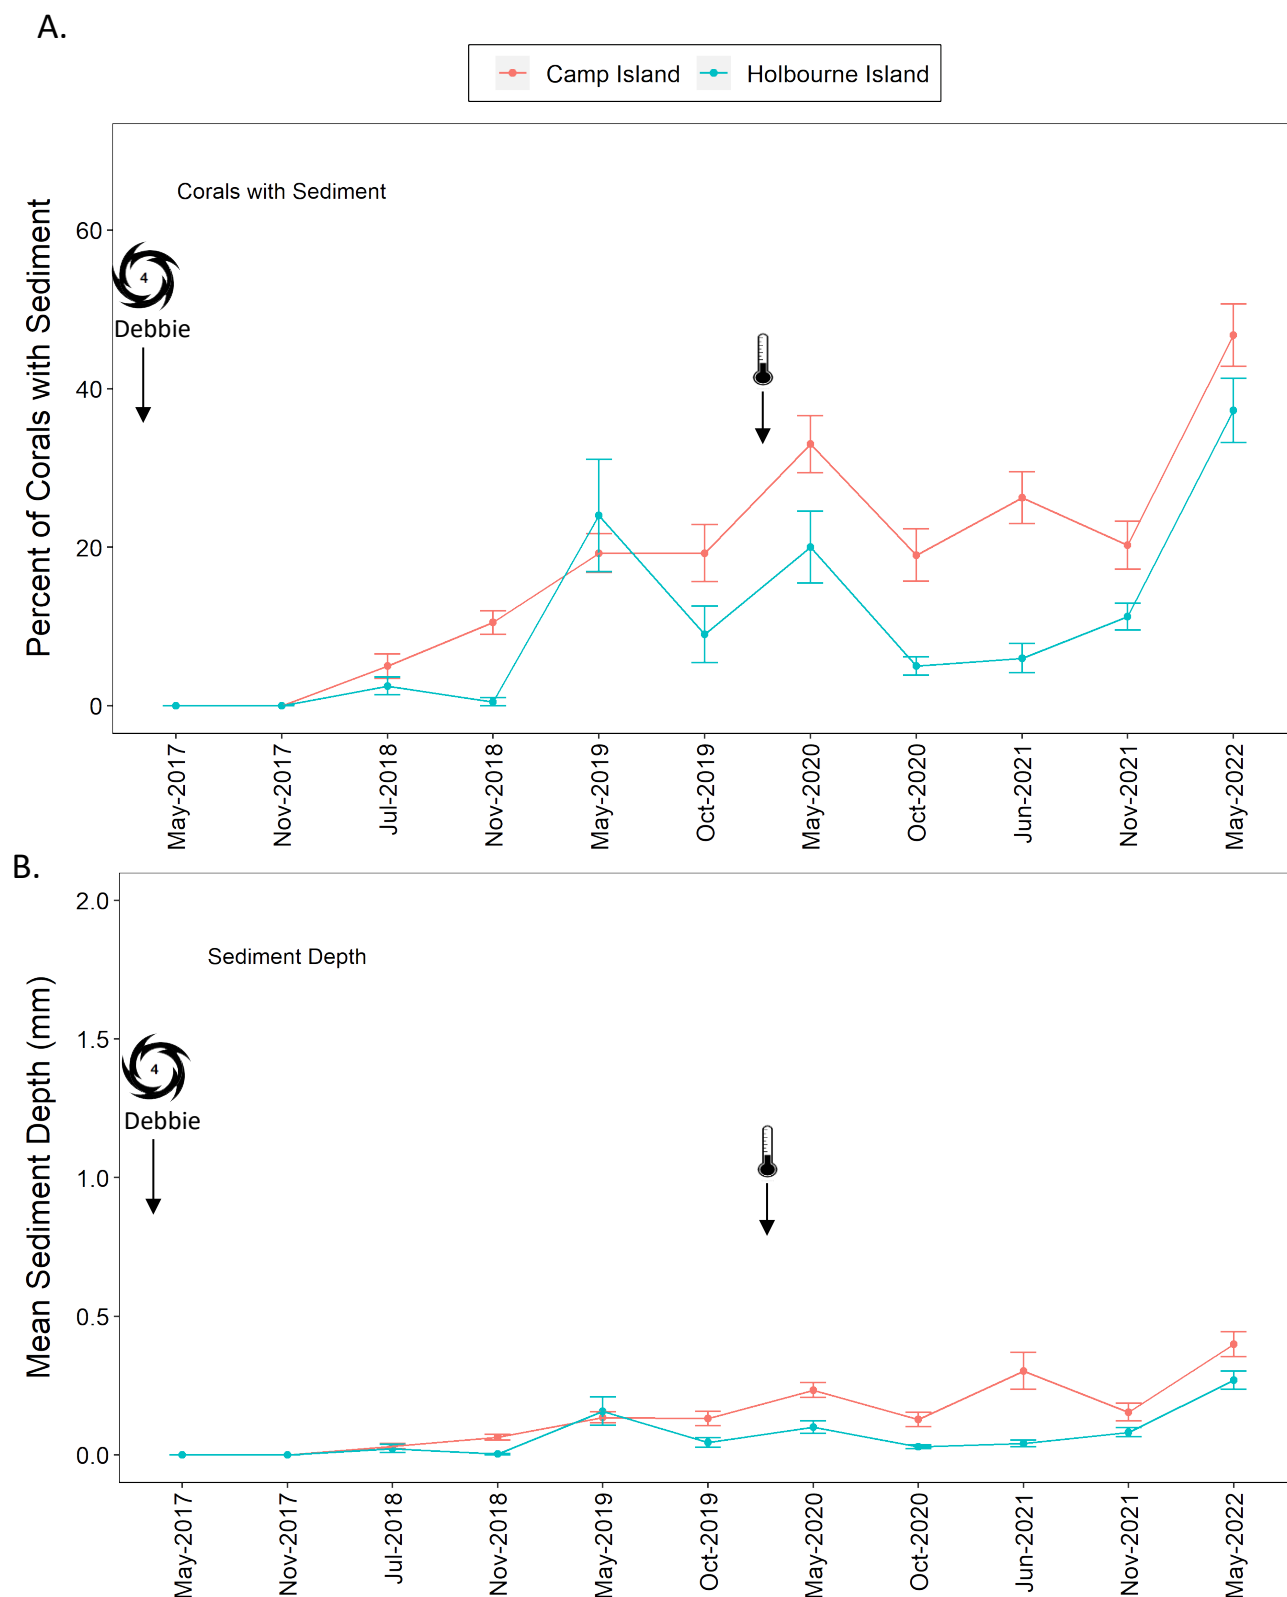 A.
Camp Island Holbourne Island
Corals with Sediment
Percent of Corals with Sediment
60
40
20
0
4
Debbie
May-2017 Nov-2017 Jul-2018 Nov-2018 May-2019 Oct-2019 May-2020 Oct-2020 Jun-2021 Nov-2021 May-2022
B.
Sediment Depth
Mean Sediment Depth (mm)
2.0
1.5
1.0
0.5
0.0
4
Debbie
May-2017 Nov-2017 Jul-2018 Nov-2018 May-2019 Oct-2019 May-2020 Oct-2020 Jun-2021 Nov-2021 May-2022